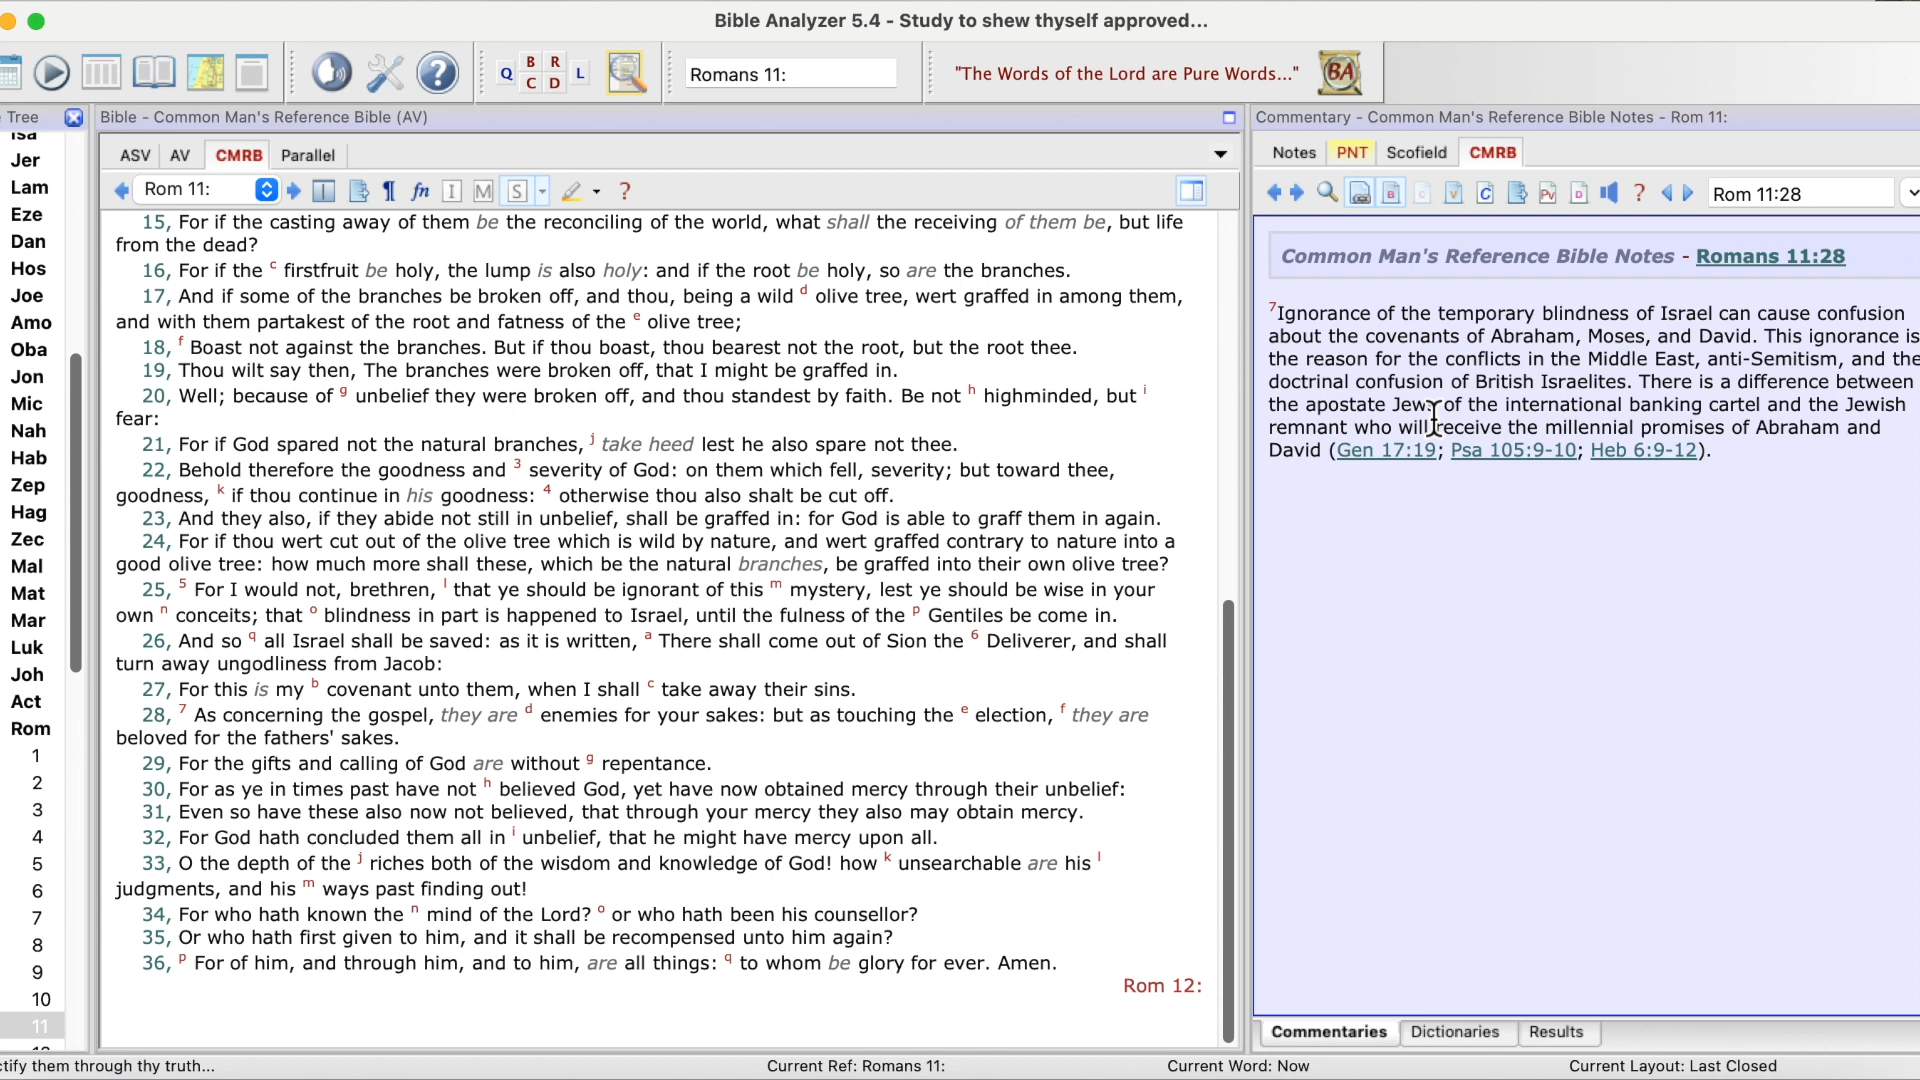 Bible Analyzer 5.4 - Study to shew thyself approved...
Q B R C D L
Romans 11:
"The Words of the Lord are Pure Words..."
BA
Tree
Bible - Common Man's Reference Bible (AV)
Commentary - Common Man's Reference Bible Notes - Rom 11:
Isa
Jer
Lam
Eze
Dan
Hos
Joe
Amo
Oba
Jon
Mic
Nah
Hab
Zep
Hag
Zec
Mal
Mat
Mar
Luk
Joh
Act
Rom
1
2
3
4
5
6
7
8
9
10
11
ASV AV CMRB Parallel
Rom 11: ¶ fn I M S ?
15, For if the casting away of them be the reconciling of the world, what shall the receiving of them be, but life
from the dead?
16, For if the c firstfruit be holy, the lump is also holy: and if the root be holy, so are the branches.
17, And if some of the branches be broken off, and thou, being a wild d olive tree, wert graffed in among them,
and with them partakest of the root and fatness of the e olive tree;
18, f Boast not against the branches. But if thou boast, thou bearest not the root, but the root thee.
19, Thou wilt say then, The branches were broken off, that I might be graffed in.
20, Well; because of g unbelief they were broken off, and thou standest by faith. Be not h highminded, but i
fear:
21, For if God spared not the natural branches, j take heed lest he also spare not thee.
22, Behold therefore the goodness and 3 severity of God: on them which fell, severity; but toward thee,
goodness, k if thou continue in his goodness: 4 otherwise thou also shalt be cut off.
23, And they also, if they abide not still in unbelief, shall be graffed in: for God is able to graff them in again.
24, For if thou wert cut out of the olive tree which is wild by nature, and wert graffed contrary to nature into a
good olive tree: how much more shall these, which be the natural branches, be graffed into their own olive tree?
25, 5 For I would not, brethren, l that ye should be ignorant of this m mystery, lest ye should be wise in your
own n conceits; that o blindness in part is happened to Israel, until the fulness of the p Gentiles be come in.
26, And so q all Israel shall be saved: as it is written, a There shall come out of Sion the 6 Deliverer, and shall
turn away ungodliness from Jacob:
27, For this is my b covenant unto them, when I shall c take away their sins.
28, 7 As concerning the gospel, they are d enemies for your sakes: but as touching the e election, f they are
beloved for the fathers' sakes.
29, For the gifts and calling of God are without g repentance.
30, For as ye in times past have not h believed God, yet have now obtained mercy through their unbelief:
31, Even so have these also now not believed, that through your mercy they also may obtain mercy.
32, For God hath concluded them all in i unbelief, that he might have mercy upon all.
33, O the depth of the j riches both of the wisdom and knowledge of God! how k unsearchable are his l
judgments, and his m ways past finding out!
34, For who hath known the n mind of the Lord? o or who hath been his counsellor?
35, Or who hath first given to him, and it shall be recompensed unto him again?
36, p For of him, and through him, and to him, are all things: q to whom be glory for ever. Amen.
Rom 12:
Notes PNT Scofield CMRB
B C V C Pv D ? Rom 11:28
Common Man's Reference Bible Notes - Romans 11:28
7Ignorance of the temporary blindness of Israel can cause confusion
about the covenants of Abraham, Moses, and David. This ignorance is
the reason for the conflicts in the Middle East, anti-Semitism, and the
doctrinal confusion of British Israelites. There is a difference between
the apostate Jews of the international banking cartel and the Jewish
remnant who will receive the millennial promises of Abraham and
David (Gen 17:19; Psa 105:9-10; Heb 6:9-12).
Commentaries Dictionaries Results
ctify them through thy truth...
Current Ref: Romans 11:
Current Word: Now
Current Layout: Last Closed